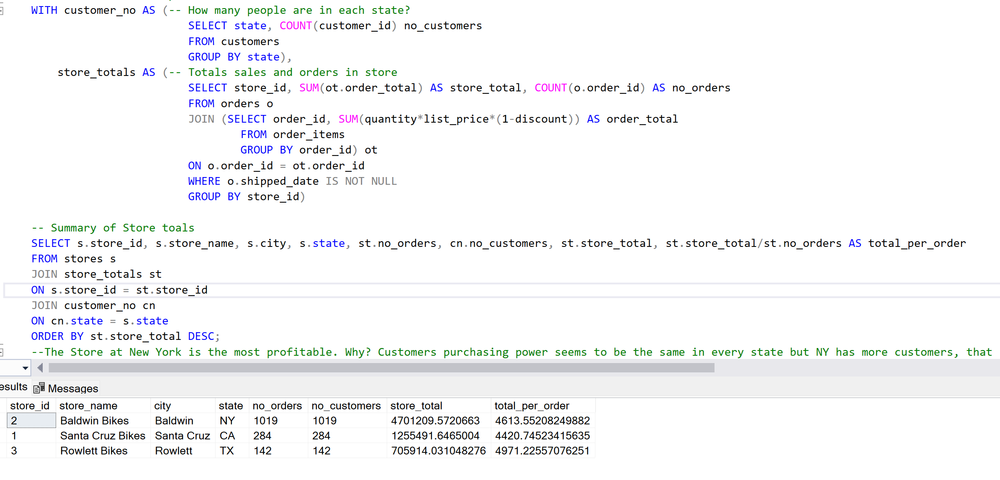 WITH customer_no AS (-- How many people are in each state?
SELECT state, COUNT(customer_id) no_customers
FROM customers
GROUP BY state),
store_totals AS (-- Totals sales and orders in store
SELECT store_id, SUM(ot.order_total) AS store_total, COUNT(o.order_id) AS no_orders
FROM orders o
JOIN (SELECT order_id, SUM(quantity*list_price*(1-discount)) AS order_total
FROM order_items
GROUP BY order_id) ot
ON o.order_id = ot.order_id
WHERE o.shipped_date IS NOT NULL
GROUP BY store_id)
-- Summary of Store toals
SELECT s.store_id, s.store_name, s.city, s.state, st.no_orders, cn.no_customers, st.store_total, st.store_total/st.no_orders AS total_per_order
FROM stores s
JOIN store_totals st
ON s.store_id = st.store_id
JOIN customer_no cn
ON cn.state = s.state
ORDER BY st.store_total DESC;
--The Store at New York is the most profitable. Why? Customers purchasing power seems to be the same in every state but NY has more customers, that
esults Messages
store_id store_name city state no_orders no_customers store_total total_per_order
2 Baldwin Bikes Baldwin NY 1019 1019 4701209.5720663 4613.55208249882
1 Santa Cruz Bikes Santa Cruz CA 284 284 1255491.6465004 4420.74523415635
3 Rowlett Bikes Rowlett TX 142 142 705914.031048276 4971.22557076251